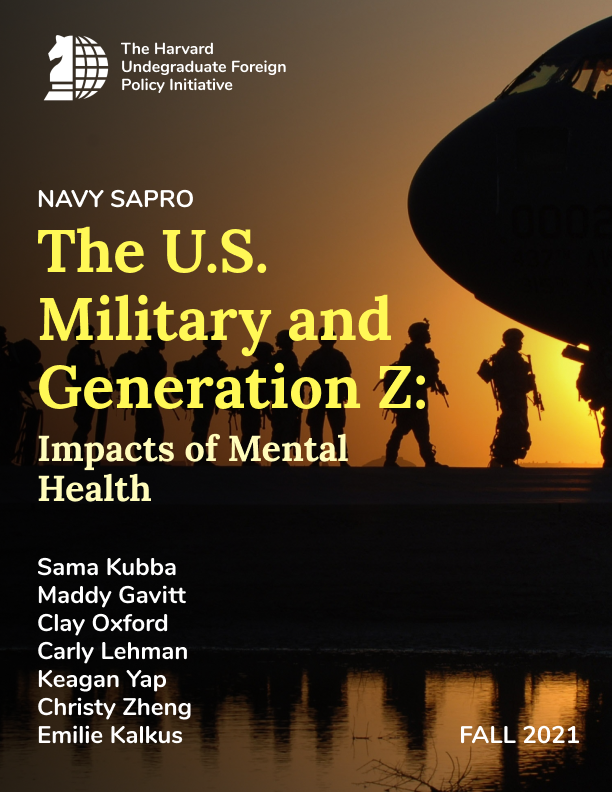 The Harvard
Undegraduate Foreign
Policy Initiative
NAVY SAPRO
The U.S.
Military and
Generation Z:
Impacts of Mental
Health
Sama Kubba
Maddy Gavitt
Clay Oxford
Carly Lehman
Keagan Yap
Christy Zheng
Emilie Kalkus
FALL 2021